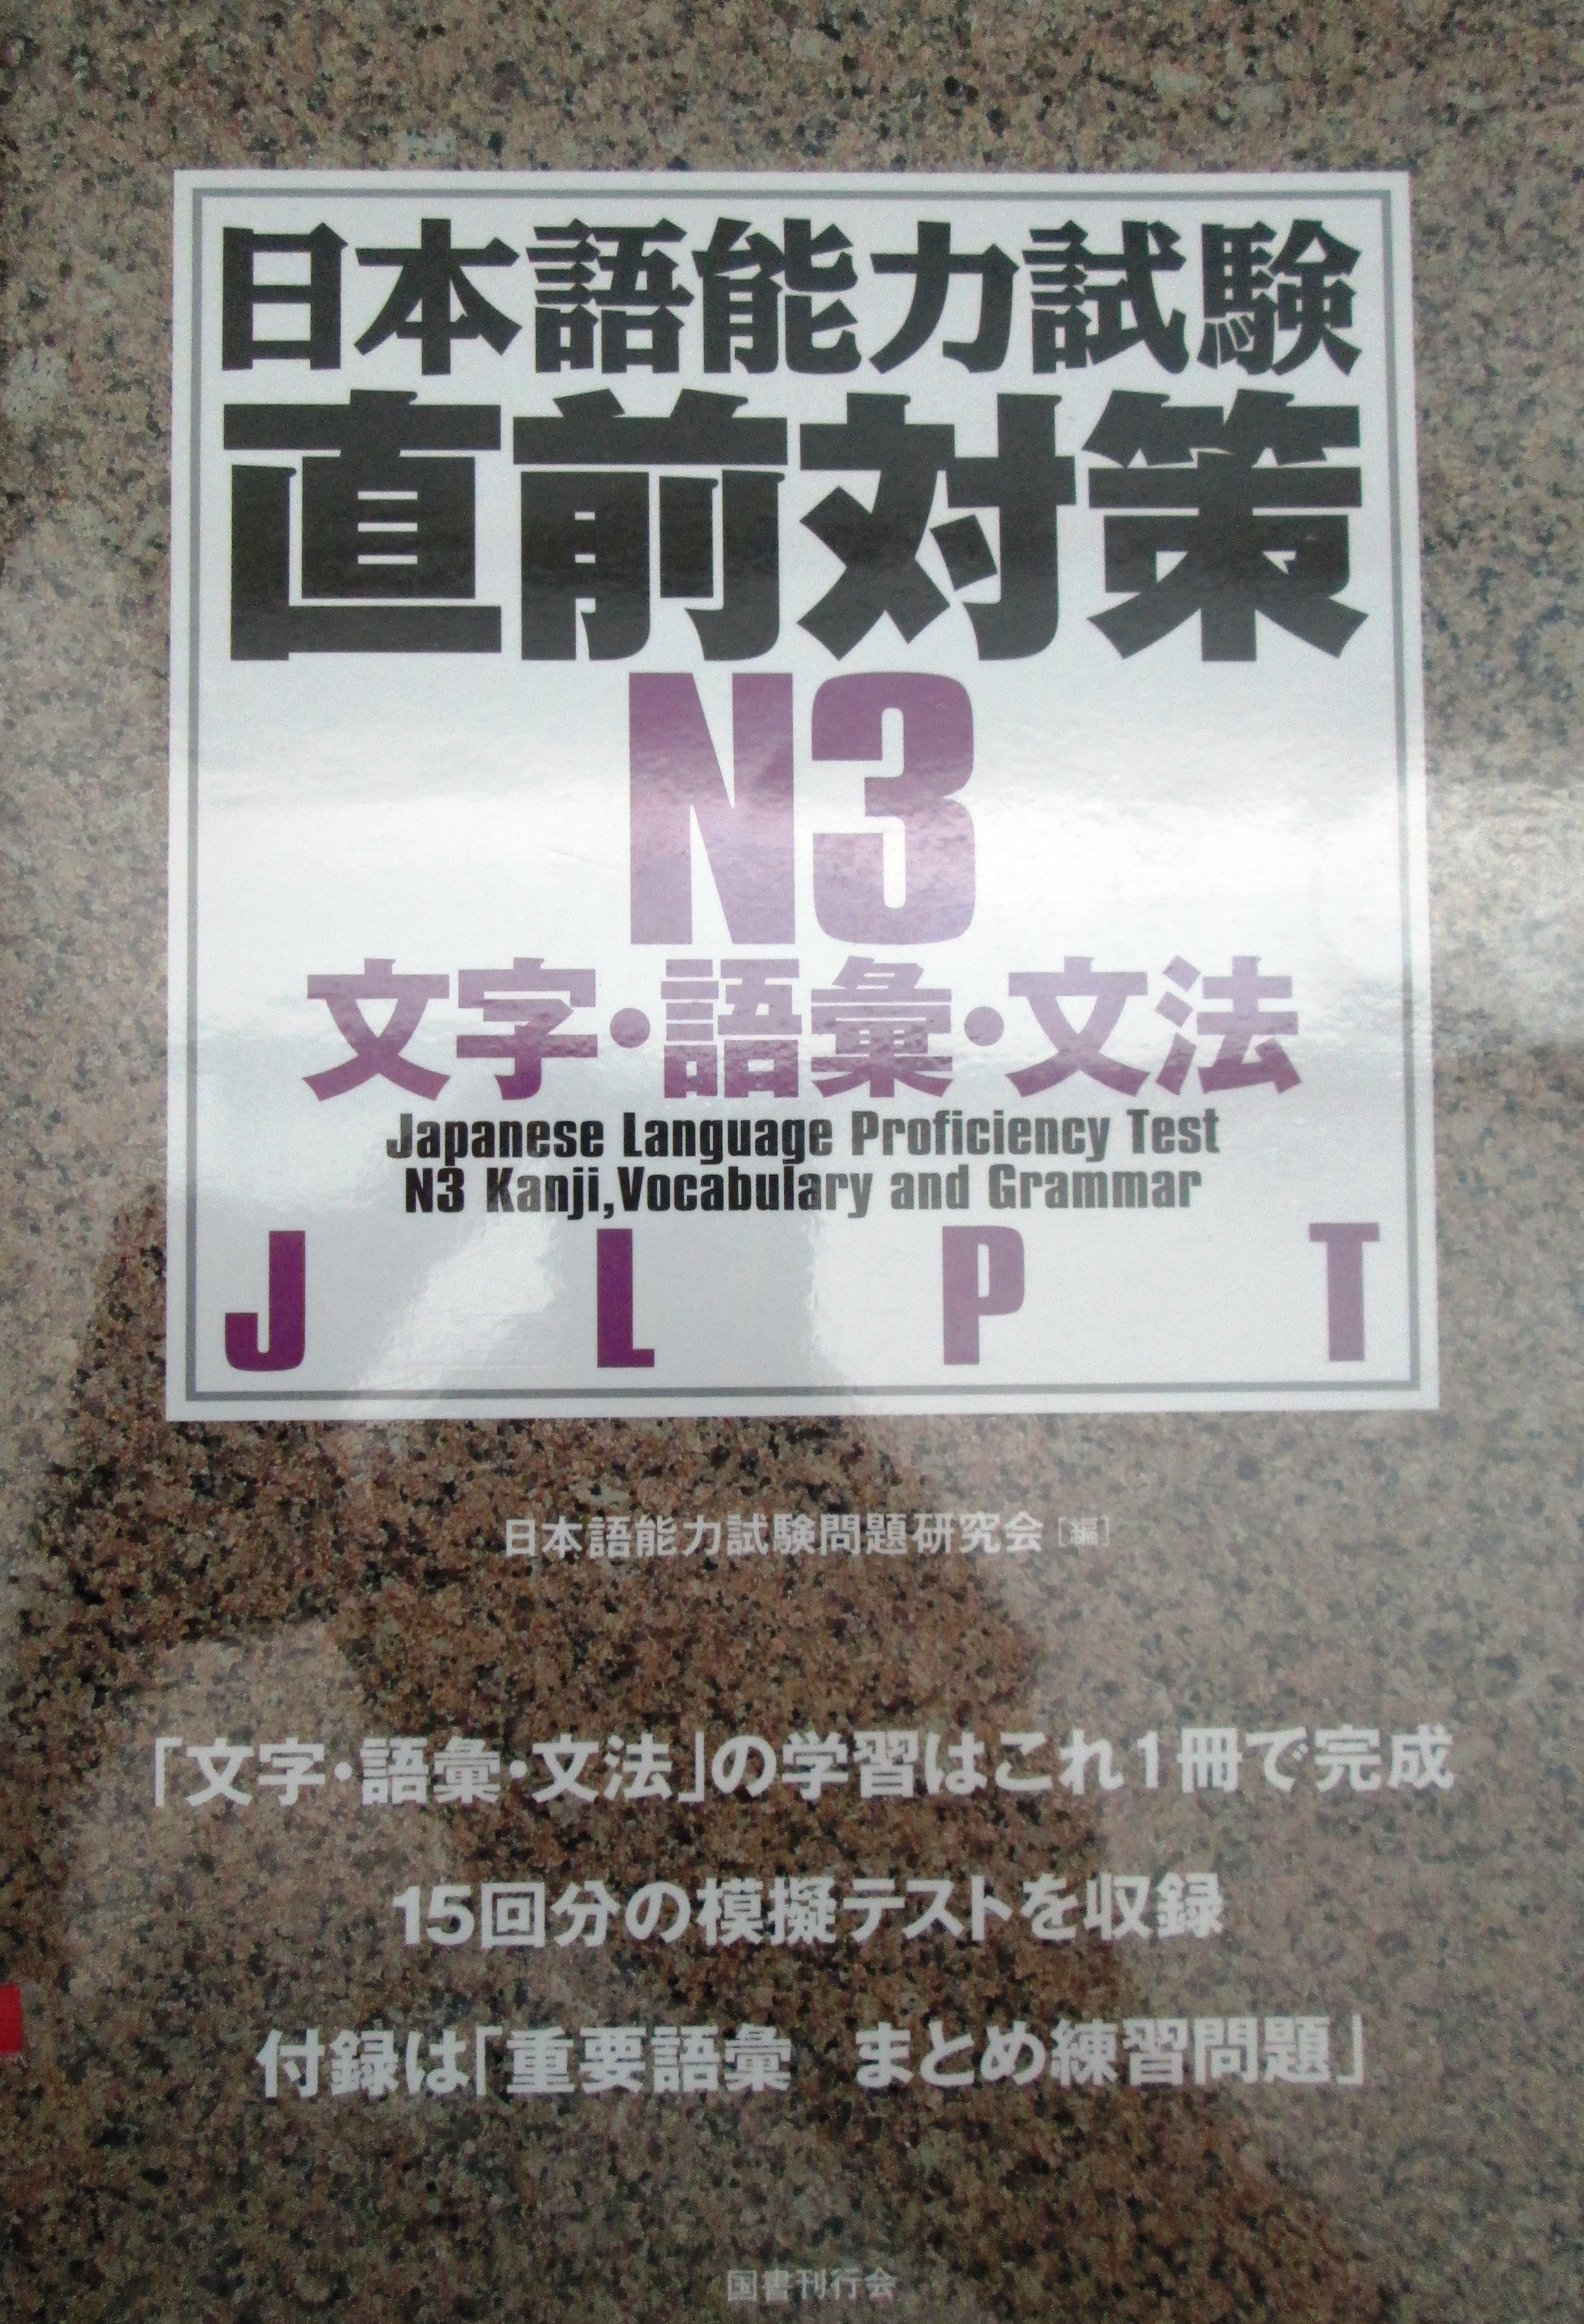 日本語能力試験
直前対策
N3
文字・語彙・文法
Japanese Language Proficiency Test
N3 Kanji,Vocabulary and Grammar
J L P T
日本語能力試験問題研究会[編]
「文字・語彙・文法」の学習はこれ1冊で完成
15回分の模擬テストを収録
付録は「重要語彙 まとめ練習問題」
国書刊行会